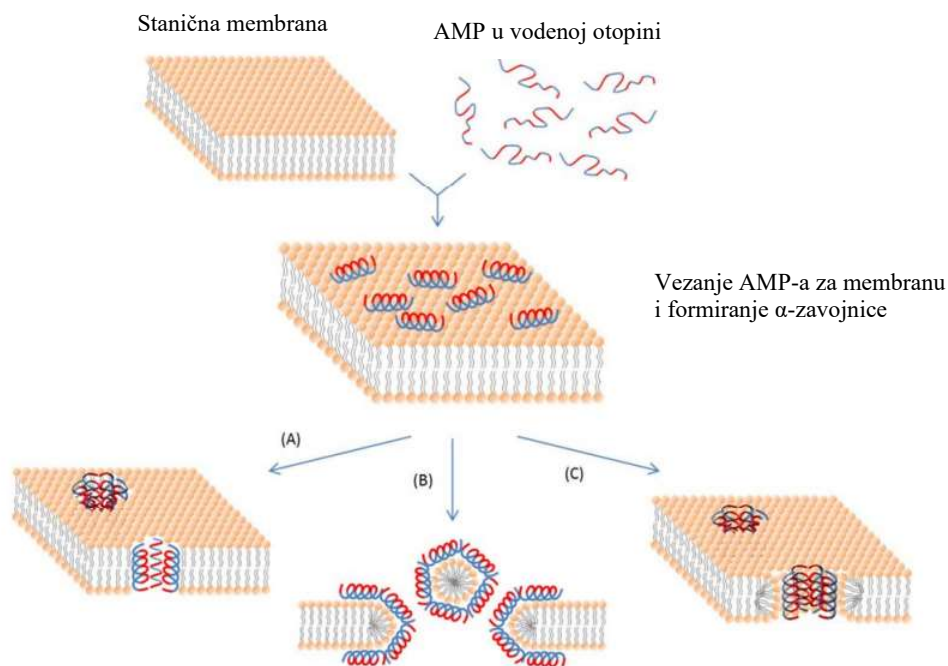 Stanična membrana
AMP u vodenoj otopini
Vezanje AMP-a za membranu
i formiranje α-zavojnice
(A)
(B)
(C)